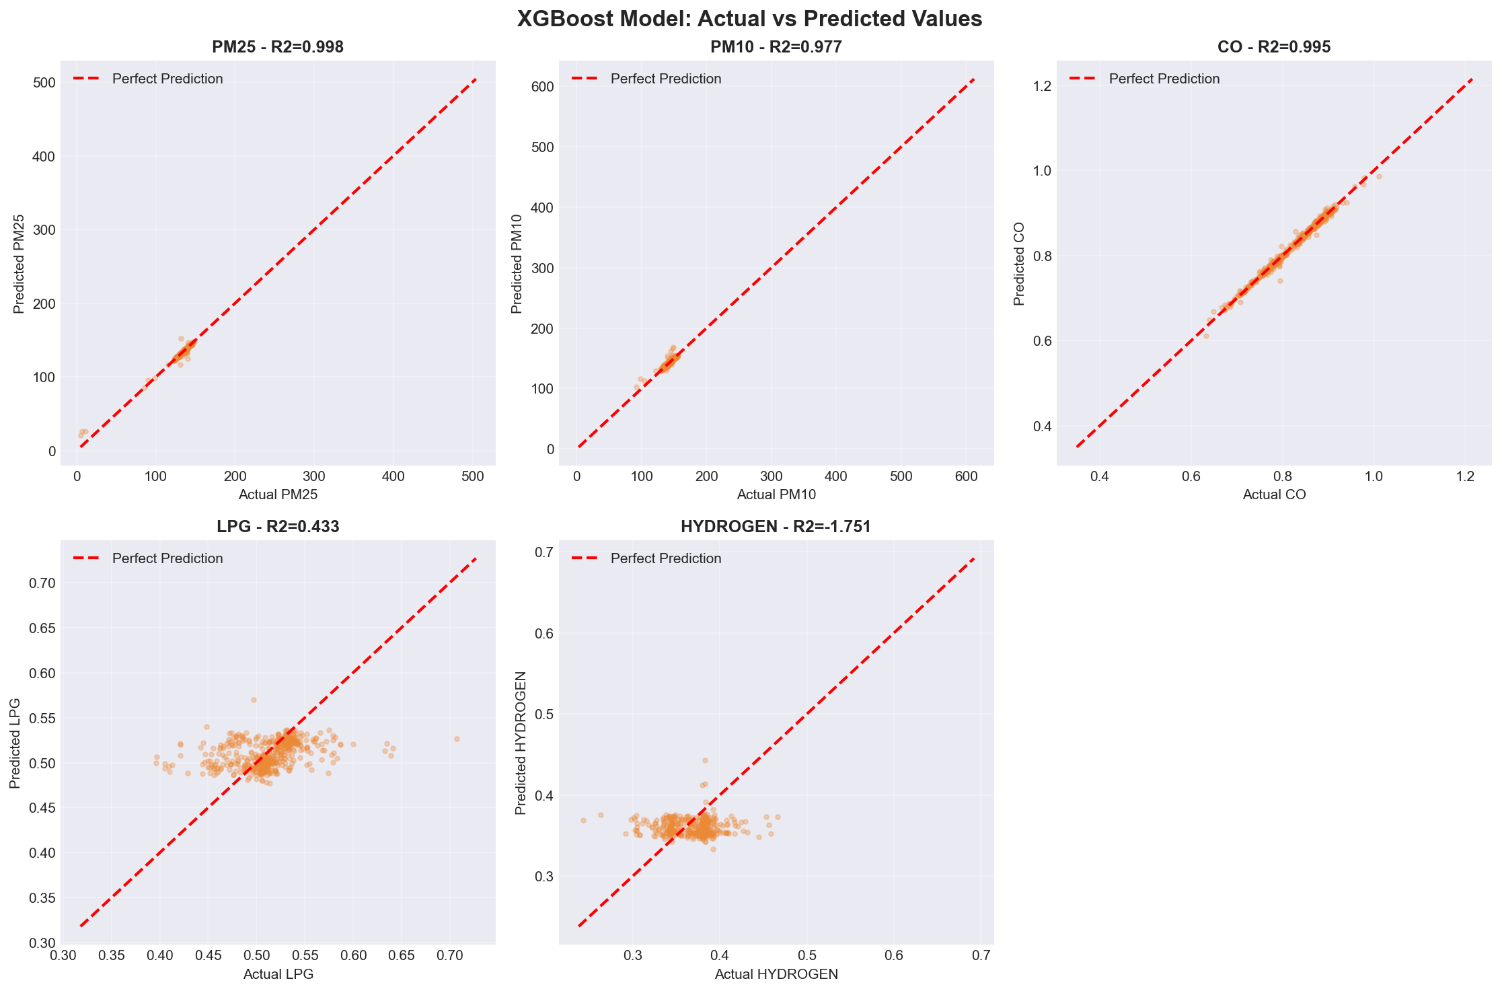 XGBoost Model: Actual vs Predicted Values
PM25 - R2=0.998
Perfect Prediction
500
400
300
200
100
0
Predicted PM25
0 100 200 300 400 500
Actual PM25
PM10 - R2=0.977
Perfect Prediction
600
500
400
300
200
100
0
Predicted PM10
0 100 200 300 400 500 600
Actual PM10
CO - R2=0.995
Perfect Prediction
1.2
1.0
0.8
0.6
0.4
Predicted CO
0.4 0.6 0.8 1.0 1.2
Actual CO
LPG - R2=0.433
Perfect Prediction
0.70
0.65
0.60
0.55
0.50
0.45
0.40
0.35
0.30
Predicted LPG
0.30 0.35 0.40 0.45 0.50 0.55 0.60 0.65 0.70
Actual LPG
HYDROGEN - R2=-1.751
Perfect Prediction
0.7
0.6
0.5
0.4
0.3
Predicted HYDROGEN
0.3 0.4 0.5 0.6 0.7
Actual HYDROGEN